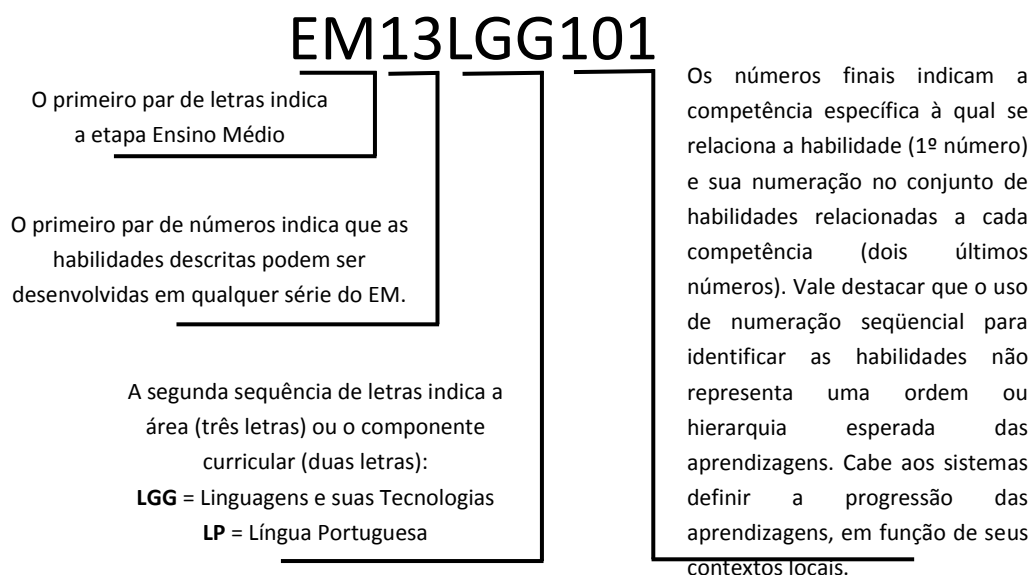 EM13LGG101
O primeiro par de letras indica
a etapa Ensino Médio
O primeiro par de números indica que as
habilidades descritas podem ser
desenvolvidas em qualquer série do EM.
A segunda sequência de letras indica a
área (três letras) ou o componente
curricular (duas letras):
LGG = Linguagens e suas Tecnologias
LP = Língua Portuguesa
Os números finais indicam a
competência específica à qual se
relaciona a habilidade (1º número)
e sua numeração no conjunto de
habilidades relacionadas a cada
competência (dois últimos
números). Vale destacar que o uso
de numeração seqüencial para
identificar as habilidades não
representa uma ordem ou
hierarquia esperada das
aprendizagens. Cabe aos sistemas
definir a progressão das
aprendizagens, em função de seus
contextos locais.